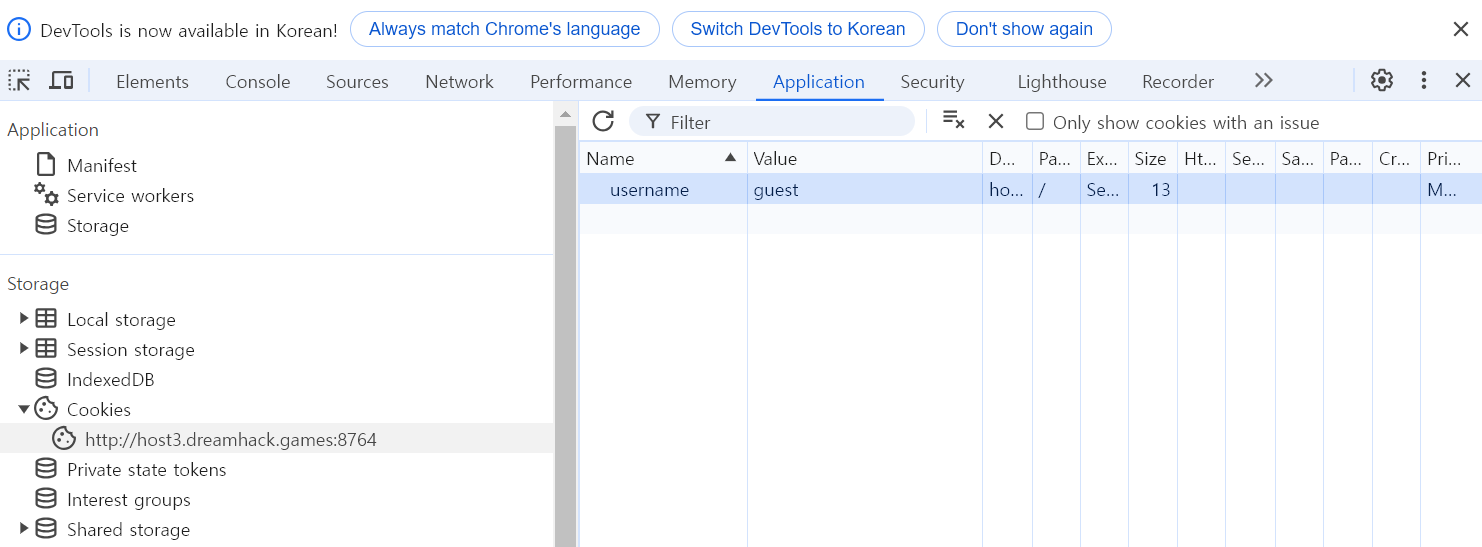 DevTools is now available in Korean! Always match Chrome's language Switch DevTools to Korean Don't show again
Elements Console Sources Network Performance Memory Application Security Lighthouse Recorder
Application
Manifest
Service workers
Storage
Storage
Local storage
Session storage
IndexedDB
Cookies
http://host3.dreamhack.games:8764
Private state tokens
Interest groups
Shared storage
Filter Only show cookies with an issue
Name Value D... Pa... Ex... Size Ht... Se... Sa... Pa... Cr... Pri...
username guest ho... / Se... 13 M...